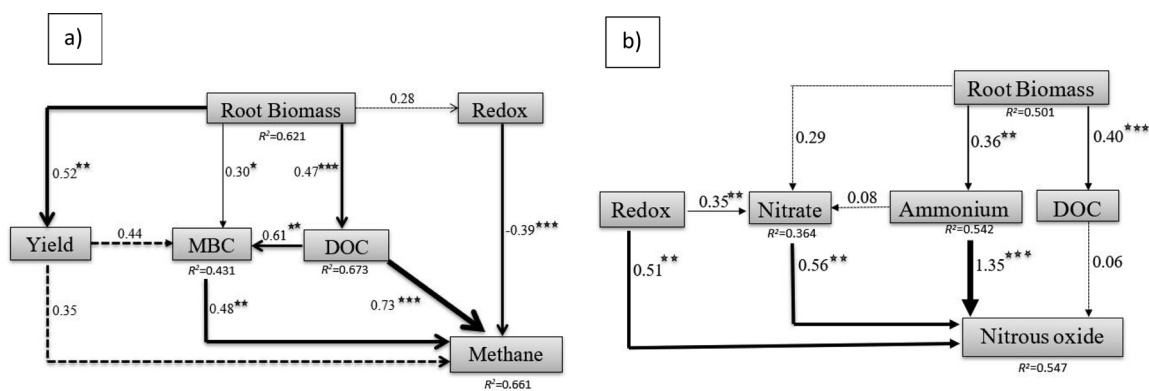 a)
Root Biomass
R²=0.621
0.28
Redox
0.52**
0.30*
0.47***
-0.39***
Yield
0.44
MBC
R²=0.431
0.61**
DOC
R²=0.673
0.35
0.48**
0.73***
Methane
R²=0.661
b)
Root Biomass
R²=0.501
0.29
0.36**
0.40***
Redox
0.35**
Nitrate
R²=0.364
0.08
Ammonium
R²=0.542
DOC
0.51**
0.56**
1.35***
0.06
Nitrous oxide
R²=0.547